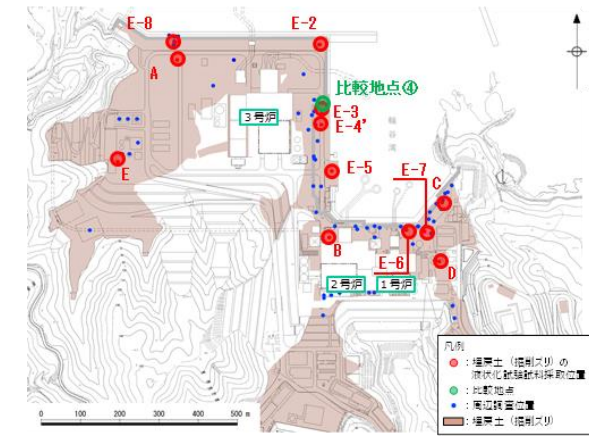 E-8
E-2
A
比較地点④
E-3
3号炉
E-4'
E-5
E
E-7
C
B
E-6
D
2号炉
1号炉
凡例
：埋戻土（掘削ズリ）の
液状化試験試料採取位置
：比較地点
：周辺調査位置
：埋戻土（掘削ズリ）
0 100 200 300 400 500 m